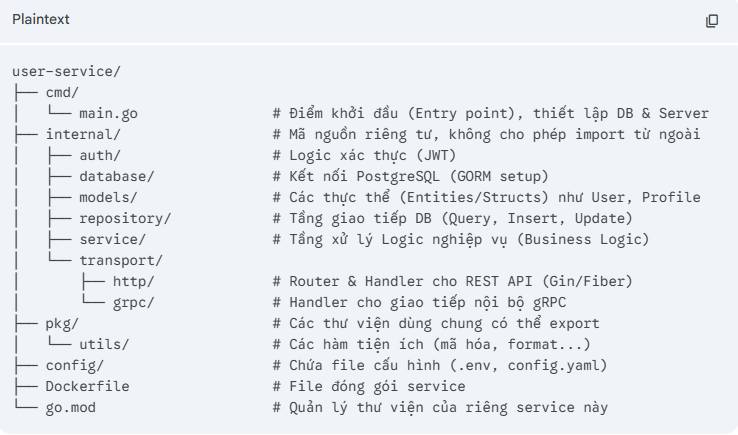 Plaintext
user-service/
├── cmd/
│   └── main.go                # Điểm khởi đầu (Entry point), thiết lập DB & Server
├── internal/                  # Mã nguồn riêng tư, không cho phép import từ ngoài
│   ├── auth/                  # Logic xác thực (JWT)
│   ├── database/              # Kết nối PostgreSQL (GORM setup)
│   ├── models/                # Các thực thể (Entities/Structs) như User, Profile
│   ├── repository/            # Tầng giao tiếp DB (Query, Insert, Update)
│   ├── service/               # Tầng xử lý Logic nghiệp vụ (Business Logic)
│   └── transport/
│       ├── http/              # Router & Handler cho REST API (Gin/Fiber)
│       └── grpc/              # Handler cho giao tiếp nội bộ gRPC
├── pkg/                       # Các thư viện dùng chung có thể export
│   └── utils/                 # Các hàm tiện ích (mã hóa, format...)
├── config/                    # Chứa file cấu hình (.env, config.yaml)
├── Dockerfile                 # File đóng gói service
└── go.mod                     # Quản lý thư viện của riêng service này